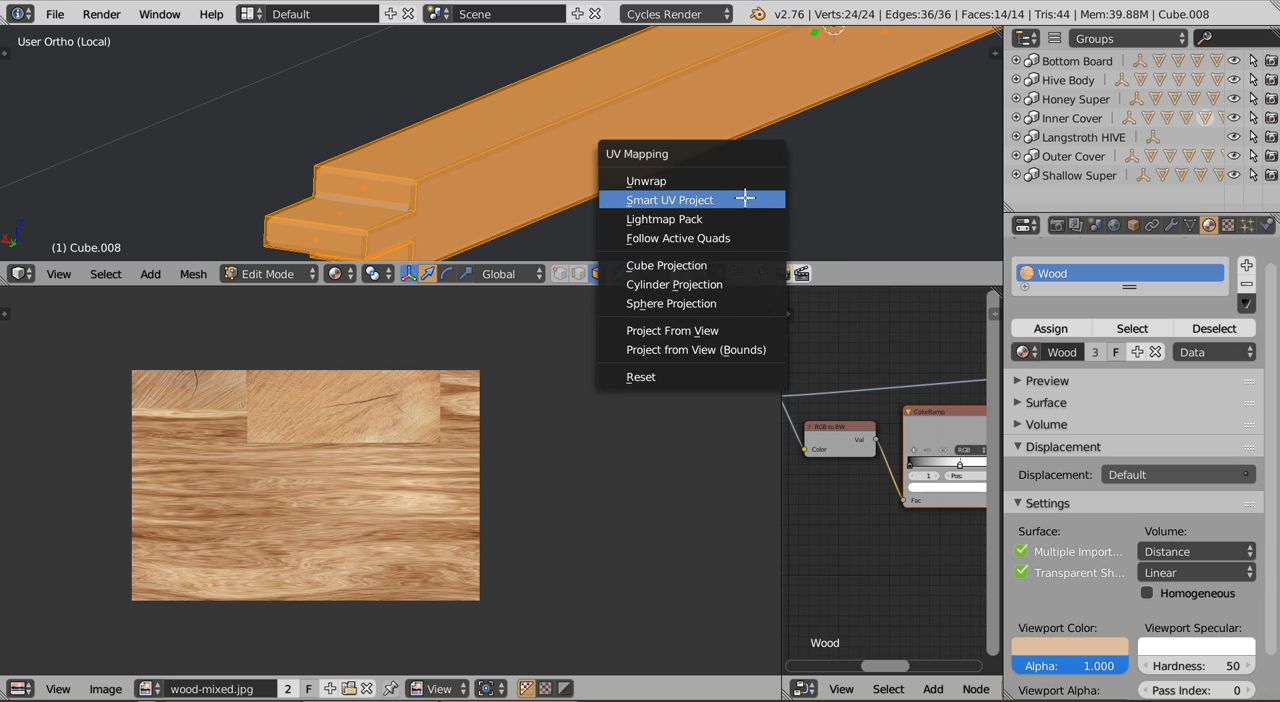 File Render Window Help Default Scene Cycles Render v2.76 | Verts:24/24 | Edges:36/36 | Faces:14/14 | Tris:44 | Mem:39.88M | Cube.008
User Ortho (Local)
Groups
Bottom Board
Hive Body
Honey Super
Inner Cover
Langstroth HIVE
Outer Cover
Shallow Super
UV Mapping
Unwrap
Smart UV Project
Lightmap Pack
Follow Active Quads
Cube Projection
Cylinder Projection
Sphere Projection
Project From View
Project from View (Bounds)
Reset
(1) Cube.008
View Select Add Mesh Edit Mode Global
Wood
Assign Select Deselect
Wood 3 F Data
Preview
Surface
Volume
Displacement
Displacement: Default
Settings
Surface: Volume:
Multiple Import... Distance
Transparent Sh... Linear
Homogeneous
Viewport Color: Viewport Specular:
Alpha: 1.000 Hardness: 50
Viewport Alpha: Pass Index: 0
RGB to BW
Val
Color
ColorRamp
RGB
1 Pos:
Fac
Wood
View Image wood-mixed.jpg 2 F View
View Select Add Node